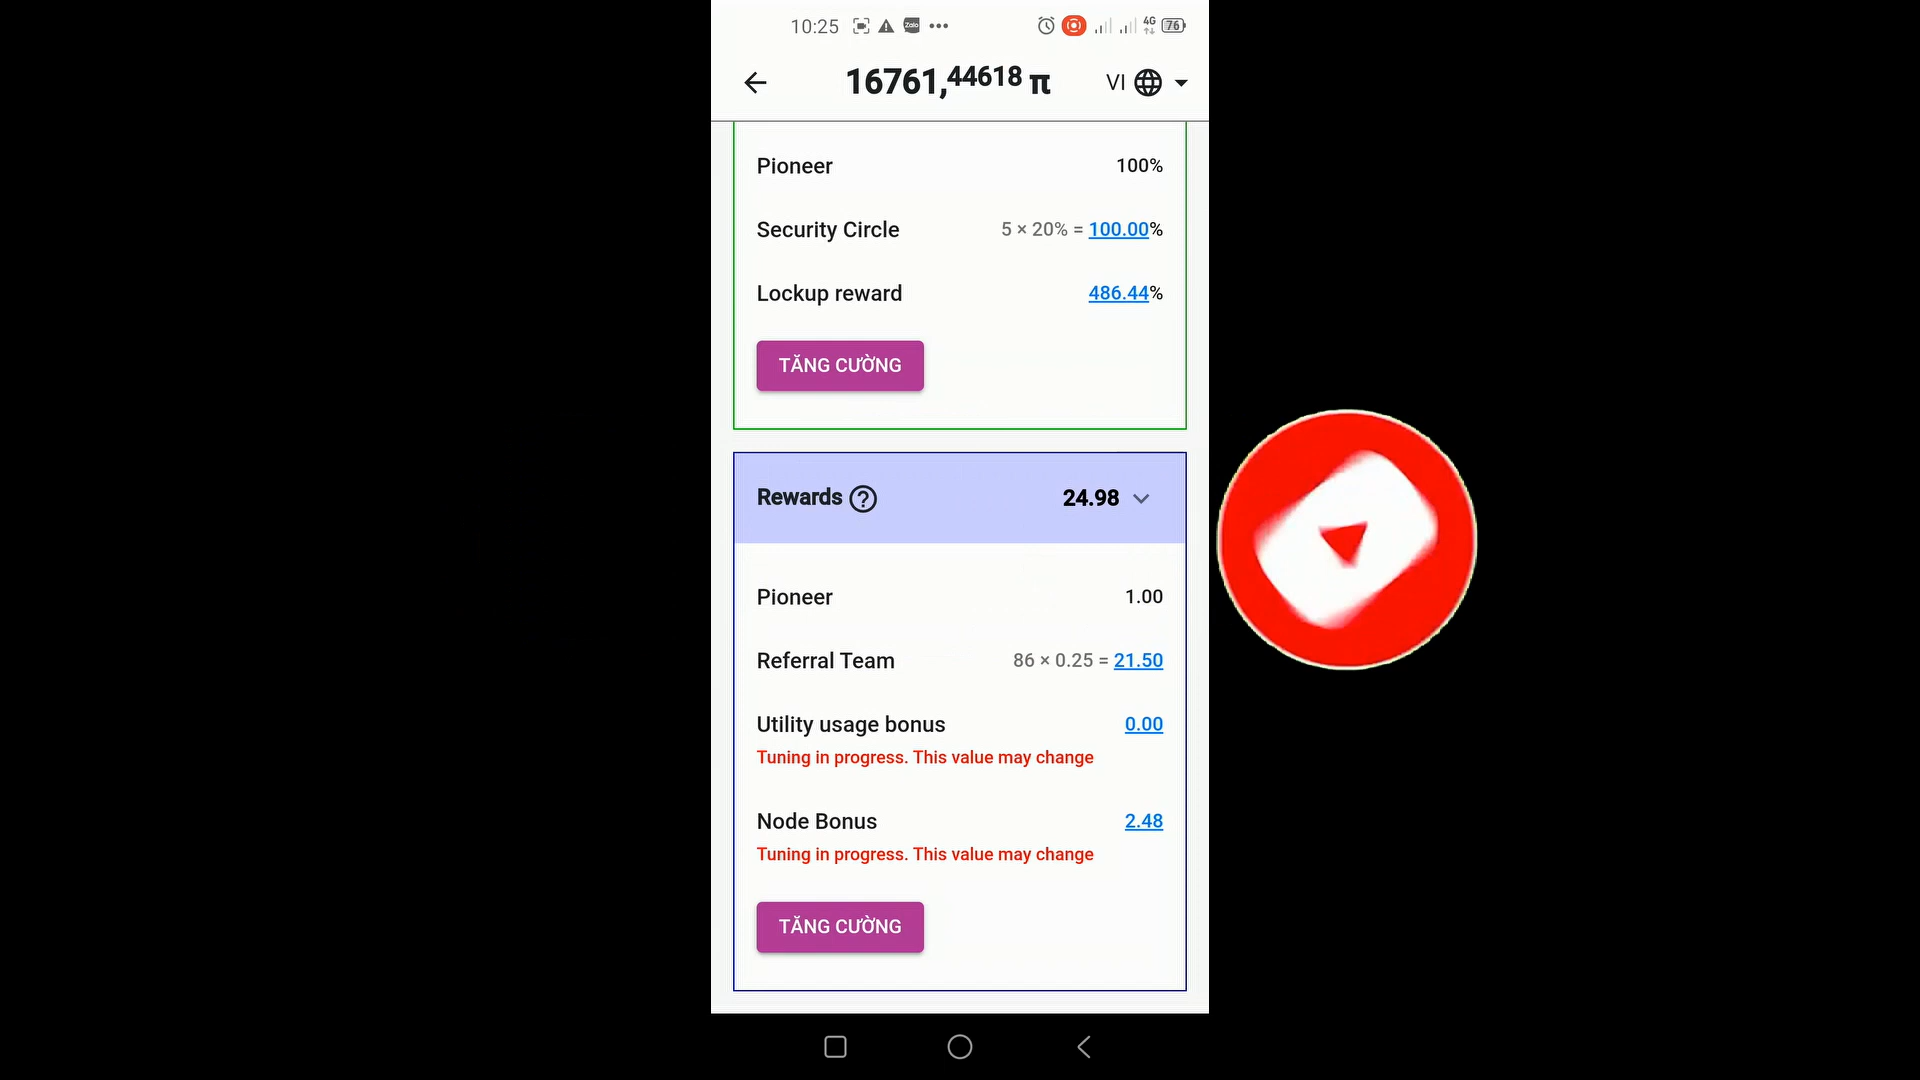 10:25 Zalo 4G 76
16761,44618 π VI
Pioneer 100%
Security Circle 5 × 20% = 100.00%
Lockup reward 486.44%
TĂNG CƯỜNG
Rewards ? 24.98
Pioneer 1.00
Referral Team 86 × 0.25 = 21.50
Utility usage bonus 0.00
Tuning in progress. This value may change
Node Bonus 2.48
Tuning in progress. This value may change
TĂNG CƯỜNG